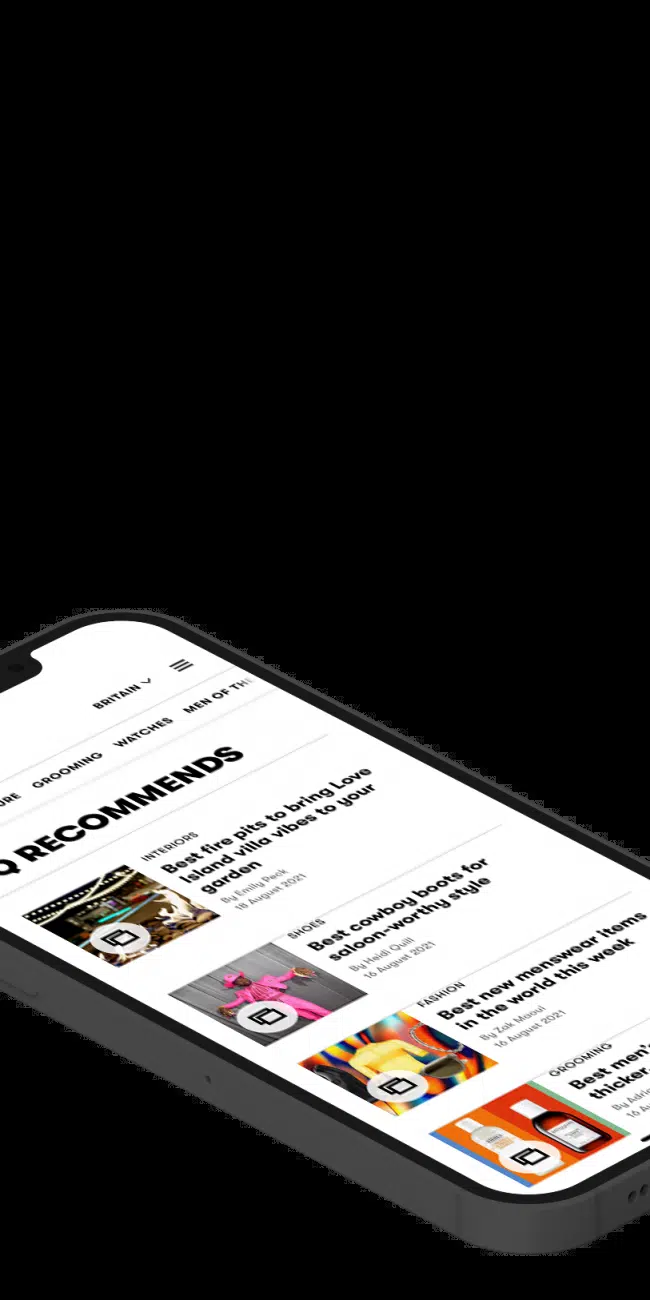 BRITAIN
URE GROOMING WATCHES MEN OF THE
Q RECOMMENDS
INTERIORS
Best fire pits to bring Love
Island villa vibes to your
garden
By Emily Peck
18 August 2021
SHOES
Best cowboy boots for
saloon-worthy style
By Heidi Quill
16 August 2021
FASHION
Best new menswear items
in the world this week
By Zak Maoui
16 August 2021
GROOMING
Best men's
thicker
By Adri
16 Au